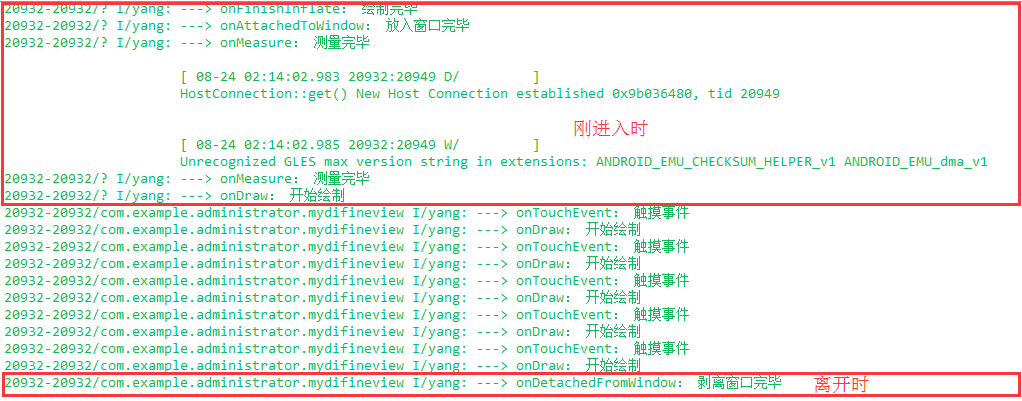 20932-20932/? I/yang: ---> onFinishInflate: 绘制完毕
20932-20932/? I/yang: ---> onAttachedToWindow: 放入窗口完毕
20932-20932/? I/yang: ---> onMeasure: 测量完毕
[ 08-24 02:14:02.983 20932:20949 D/         ]
HostConnection::get() New Host Connection established 0x9b036480, tid 20949
刚进入时
[ 08-24 02:14:02.985 20932:20949 W/         ]
Unrecognized GLES max version string in extensions: ANDROID_EMU_CHECKSUM_HELPER_v1 ANDROID_EMU_dma_v1
20932-20932/? I/yang: ---> onMeasure: 测量完毕
20932-20932/? I/yang: ---> onDraw: 开始绘制
20932-20932/com.example.administrator.mydifineview I/yang: ---> onTouchEvent: 触摸事件
20932-20932/com.example.administrator.mydifineview I/yang: ---> onDraw: 开始绘制
20932-20932/com.example.administrator.mydifineview I/yang: ---> onTouchEvent: 触摸事件
20932-20932/com.example.administrator.mydifineview I/yang: ---> onDraw: 开始绘制
20932-20932/com.example.administrator.mydifineview I/yang: ---> onTouchEvent: 触摸事件
20932-20932/com.example.administrator.mydifineview I/yang: ---> onDraw: 开始绘制
20932-20932/com.example.administrator.mydifineview I/yang: ---> onTouchEvent: 触摸事件
20932-20932/com.example.administrator.mydifineview I/yang: ---> onDraw: 开始绘制
20932-20932/com.example.administrator.mydifineview I/yang: ---> onTouchEvent: 触摸事件
20932-20932/com.example.administrator.mydifineview I/yang: ---> onDraw: 开始绘制
20932-20932/com.example.administrator.mydifineview I/yang: ---> onDetachedFromWindow: 剥离窗口完毕 离开时